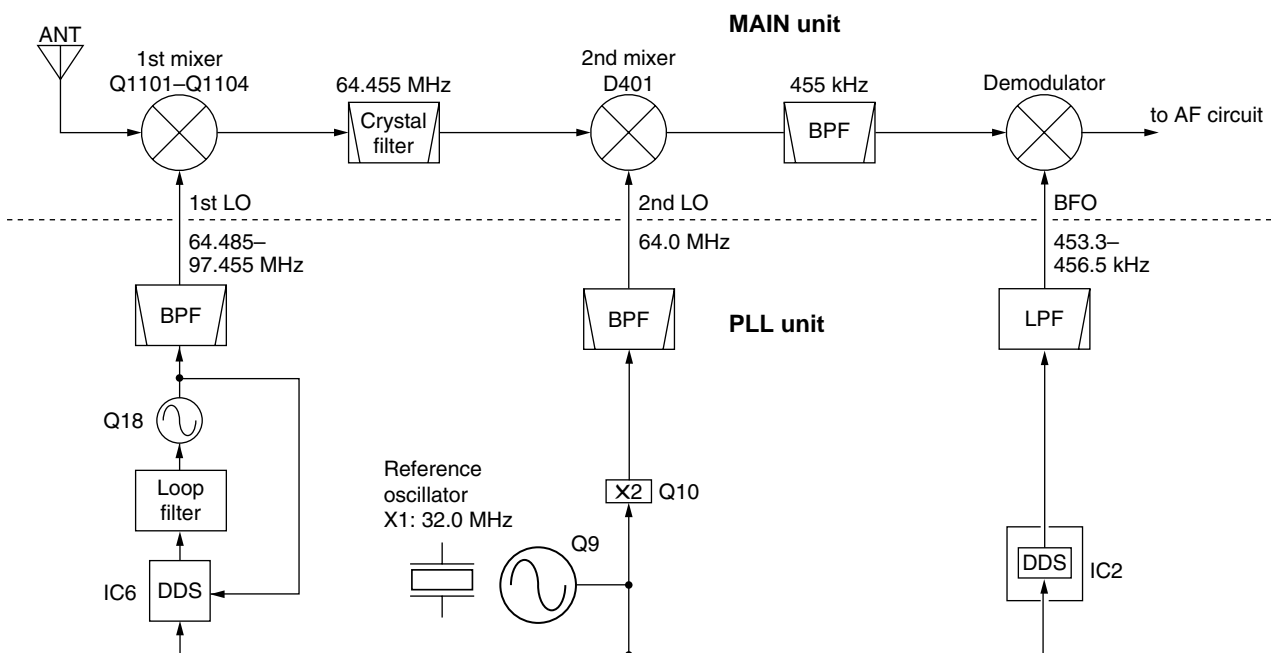 MAIN unit
ANT
1st mixer
Q1101–Q1104
64.455 MHz
Crystal
filter
2nd mixer
D401
455 kHz
BPF
Demodulator
to AF circuit
1st LO
2nd LO
BFO
64.485–
97.455 MHz
64.0 MHz
453.3–
456.5 kHz
BPF
BPF
PLL unit
LPF
Q18
Loop
filter
Reference
oscillator
X1: 32.0 MHz
X2
Q10
Q9
IC6
DDS
DDS
IC2